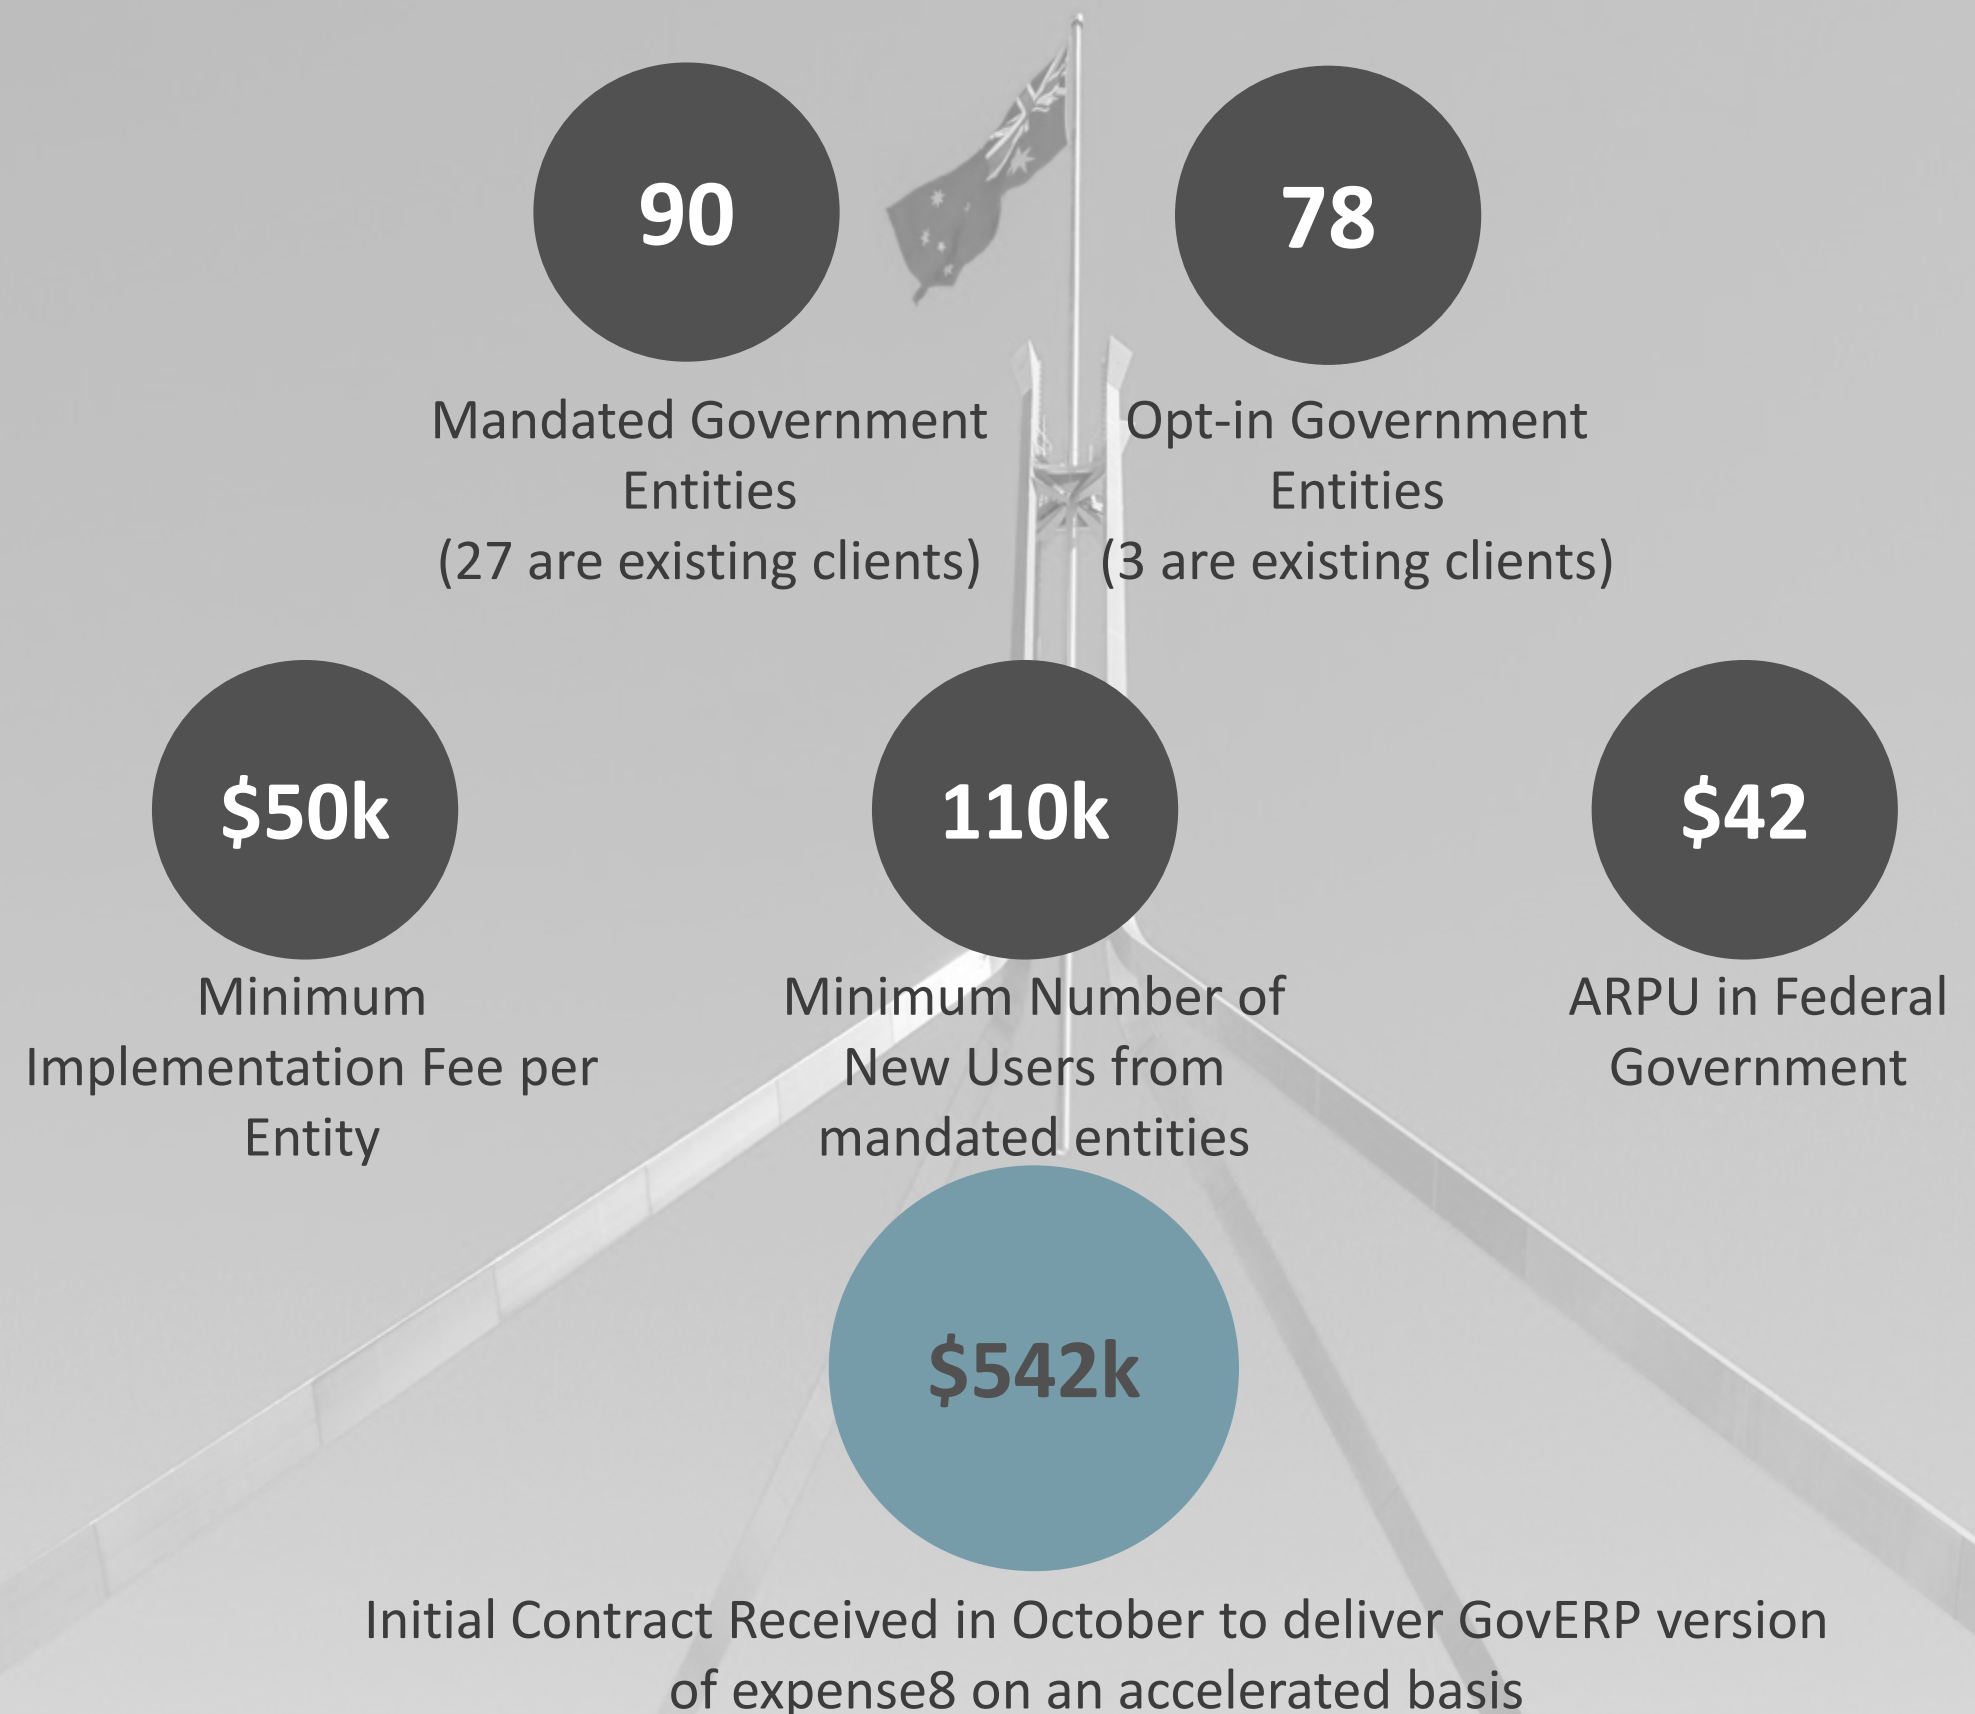 90
78
Mandated Government
Entities
(27 are existing clients)
Opt-in Government
Entities
(3 are existing clients)
$50k
110k
$42
Minimum
Implementation Fee per
Entity
Minimum Number of
New Users from
mandated entities
ARPU in Federal
Government
$542k
Initial Contract Received in October to deliver GovERP version
of expense8 on an accelerated basis